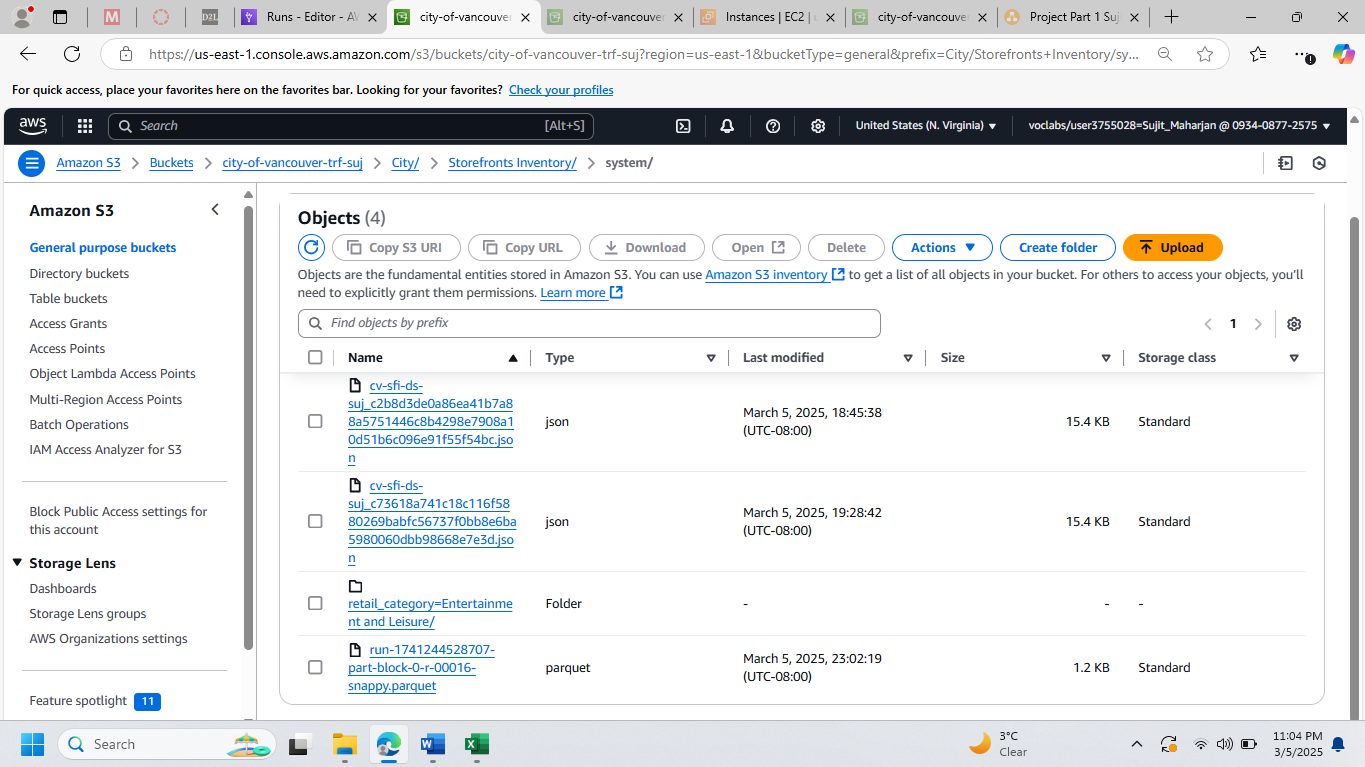 Runs - Editor - AW
city-of-vancouver
city-of-vancouver
Instances | EC2 | u
city-of-vancouver
Project Part 1 Suj
https://us-east-1.console.aws.amazon.com/s3/buckets/city-of-vancouver-trf-suj?region=us-east-1&bucketType=general&prefix=City/Storefronts+Inventory/sy...
For quick access, place your favorites here on the favorites bar. Looking for your favorites? Check your profiles
aws
Search
[Alt+S]
United States (N. Virginia)
voclabs/user3755028=Sujit_Maharjan @ 0934-0877-2575
Amazon S3
Buckets
city-of-vancouver-trf-suj
City/
Storefronts Inventory/
system/
Amazon S3
General purpose buckets
Directory buckets
Table buckets
Access Grants
Access Points
Object Lambda Access Points
Multi-Region Access Points
Batch Operations
IAM Access Analyzer for S3
Block Public Access settings for
this account
Storage Lens
Dashboards
Storage Lens groups
AWS Organizations settings
Feature spotlight 11
Objects (4)
Copy S3 URI
Copy URL
Download
Open
Delete
Actions
Create folder
Upload
Objects are the fundamental entities stored in Amazon S3. You can use Amazon S3 inventory to get a list of all objects in your bucket. For others to access your objects, you'll
need to explicitly grant them permissions. Learn more
Find objects by prefix
1
Name
Type
Last modified
Size
Storage class
cv-sfi-ds-
suj_c2b8d3de0a86ea41b7a8
8a5751446c8b4298e7908a1
0d51b6c096e91f55f54bc.jso
n
json
March 5, 2025, 18:45:38
(UTC-08:00)
15.4 KB
Standard
cv-sfi-ds-
suj_c73618a741c18c116f58
80269babfc56737f0bb8e6ba
5980060dbb98668e7e3d.jso
n
json
March 5, 2025, 19:28:42
(UTC-08:00)
15.4 KB
Standard
retail_category=Entertainme
nt and Leisure/
Folder
-
-
-
run-1741244528707-
part-block-0-r-00016-
snappy.parquet
parquet
March 5, 2025, 23:02:19
(UTC-08:00)
1.2 KB
Standard
Search
3°C
Clear
11:04 PM
3/5/2025